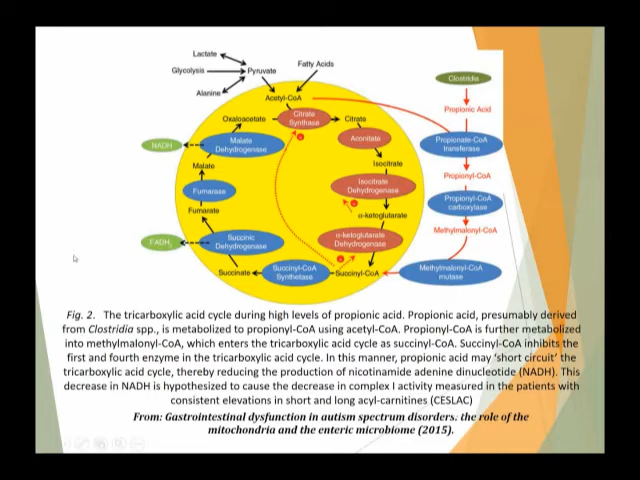 Lactate
Glycolysis
Pyruvate
Fatty Acids
Alanine
Acetyl-CoA
Clostridia
Propionic Acid
Oxaloacetate
Citrate
Synthase
Citrate
NADH
Malate
Dehydrogenase
Aconitate
Propionate-CoA
transferase
Malate
Isocitrate
Propionyl-CoA
Fumarase
Isocitrate
Dehydrogenase
Propionyl-CoA
carboxylase
Fumarate
α-ketoglutarate
Methylmalonyl-CoA
FADH2
Succinic
Dehydrogenase
α-ketoglutarate
Dehydrogenase
Succinate
Succinyl-CoA
Synthetase
Succinyl-CoA
Methylmalonyl-CoA
mutase
Fig. 2. The tricarboxylic acid cycle during high levels of propionic acid. Propionic acid, presumably derived
from Clostridia spp., is metabolized to propionyl-CoA using acetyl-CoA. Propionyl-CoA is further metabolized
into methylmalonyl-CoA, which enters the tricarboxylic acid cycle as succinyl-CoA. Succinyl-CoA inhibits the
first and fourth enzyme in the tricarboxylic acid cycle. In this manner, propionic acid may ‘short circuit’ the
tricarboxylic acid cycle, thereby reducing the production of nicotinamide adenine dinucleotide (NADH). This
decrease in NADH is hypothesized to cause the decrease in complex I activity measured in the patients with
consistent elevations in short and long acyl-carnitines (CESLAC)
From: Gastrointestinal dysfunction in autism spectrum disorders: the role of the
mitochondria and the enteric microbiome (2015).